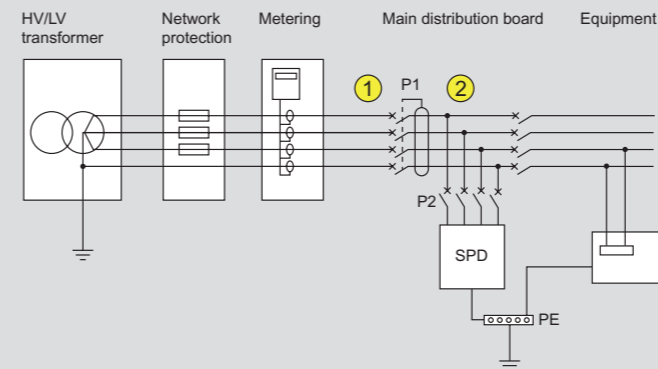 HV/LV
transformer
Network
protection
Metering
Main distribution board
Equipment
1
P1
2
P2
SPD
PE